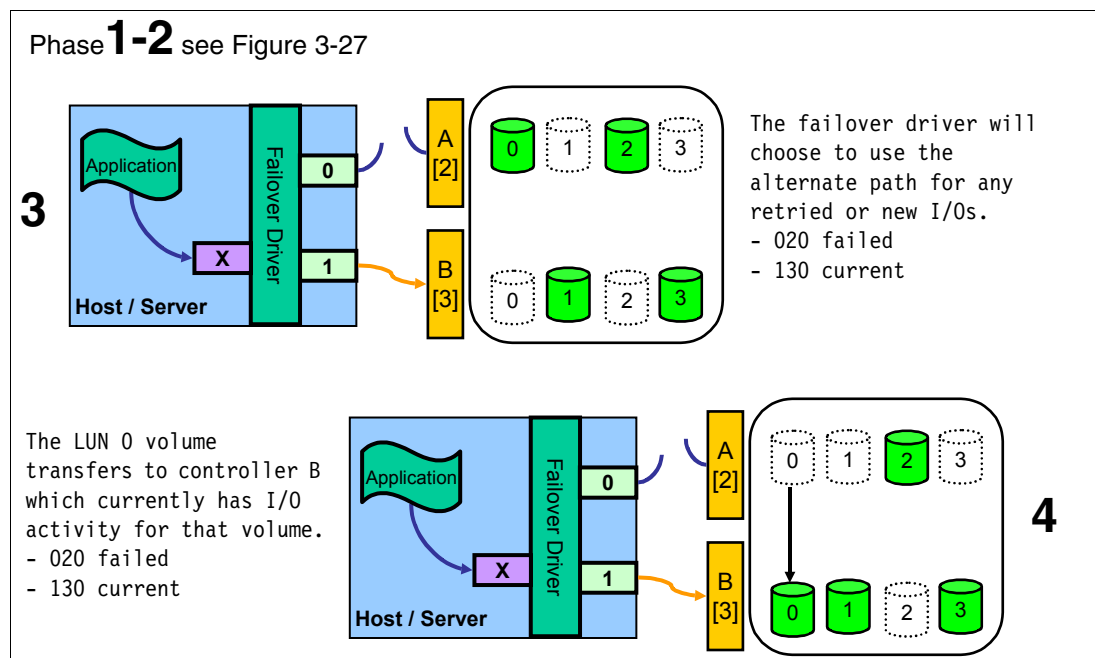 Phase 1-2 see Figure 3-27
3
Application
X
Failover Driver
0
1
Host / Server
A
[2]
B
[3]
0 1 2 3
0 1 2 3
The failover driver will
choose to use the
alternate path for any
retried or new I/Os.
- 020 failed
- 130 current
The LUN 0 volume
transfers to controller B
which currently has I/O
activity for that volume.
- 020 failed
- 130 current
Application
X
Failover Driver
0
1
Host / Server
A
[2]
B
[3]
0 1 2 3
0 1 2 3
4